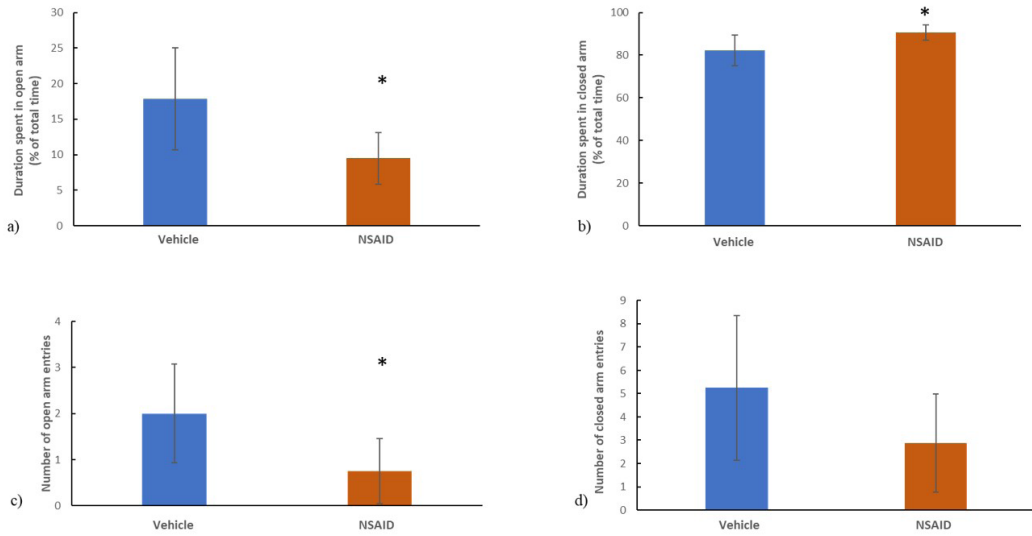 Duration spent in open arm
(% of total time)
30
25
20
15
10
5
0
*
Vehicle
NSAID
a)
Duration spent in closed arm
(% of total time)
100
80
60
40
20
0
*
Vehicle
NSAID
b)
Number of open arm entries
4
3
2
1
0
*
Vehicle
NSAID
c)
Number of closed arm entries
9
8
7
6
5
4
3
2
1
0
Vehicle
NSAID
d)